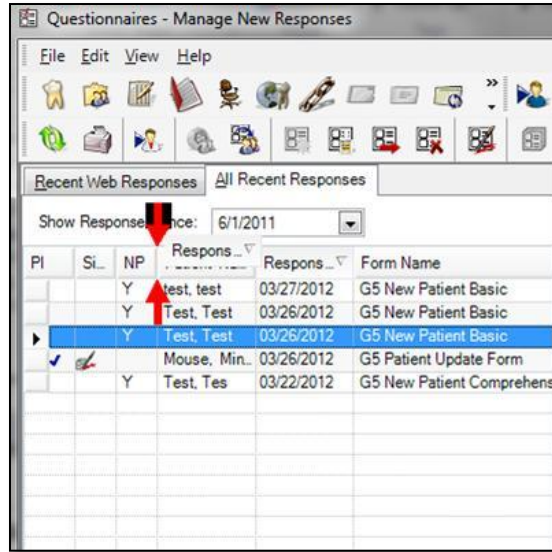 Questionnaires - Manage New Responses
File Edit View Help
Recent Web Responses All Recent Responses
Show Response nce: 6/1/2011
Respons...
PI Si... NP Respons... Form Name
Y test, test 03/27/2012 G5 New Patient Basic
Y Test, Test 03/26/2012 G5 New Patient Basic
Y Test, Test 03/26/2012 G5 New Patient Basic
Mouse, Min... 03/26/2012 G5 Patient Update Form
Y Test, Tes 03/22/2012 G5 New Patient Comprehens